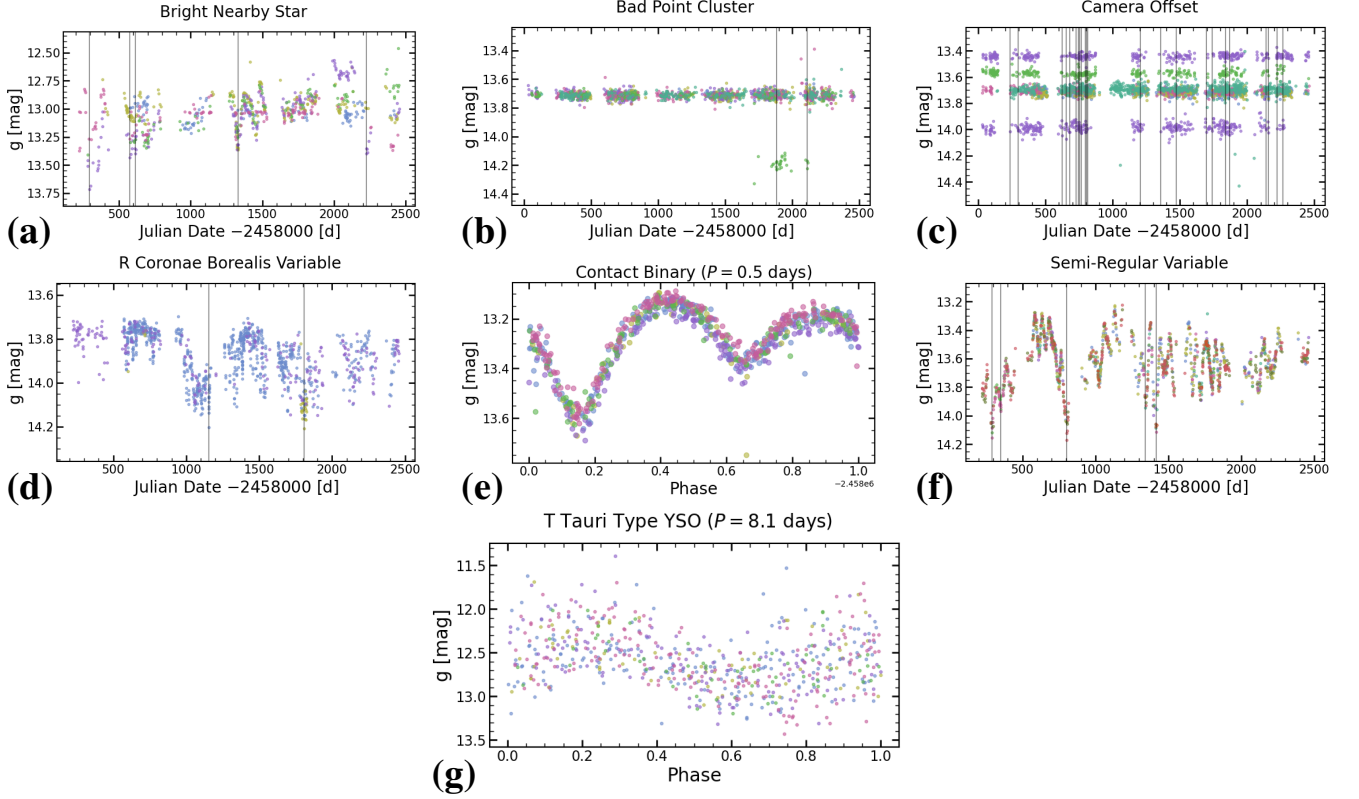 Bright Nearby Star
12.50
12.75
13.00
13.25
13.50
13.75
g [mag]
500 1000 1500 2000 2500
Julian Date −2458000 [d]
(a)
Bad Point Cluster
13.4
13.6
13.8
14.0
14.2
14.4
g [mag]
0 500 1000 1500 2000 2500
Julian Date −2458000 [d]
(b)
Camera Offset
13.4
13.6
13.8
14.0
14.2
14.4
g [mag]
0 500 1000 1500 2000 2500
Julian Date −2458000 [d]
(c)
R Coronae Borealis Variable
13.6
13.8
14.0
14.2
g [mag]
500 1000 1500 2000 2500
Julian Date −2458000 [d]
(d)
Contact Binary (P = 0.5 days)
13.2
13.4
13.6
g [mag]
0.0 0.2 0.4 0.6 0.8 1.0
Phase
−2.458e6
(e)
Semi-Regular Variable
13.2
13.4
13.6
13.8
14.0
14.2
g [mag]
500 1000 1500 2000 2500
Julian Date −2458000 [d]
(f)
T Tauri Type YSO (P = 8.1 days)
11.5
12.0
12.5
13.0
13.5
g [mag]
0.0 0.2 0.4 0.6 0.8 1.0
Phase
(g)